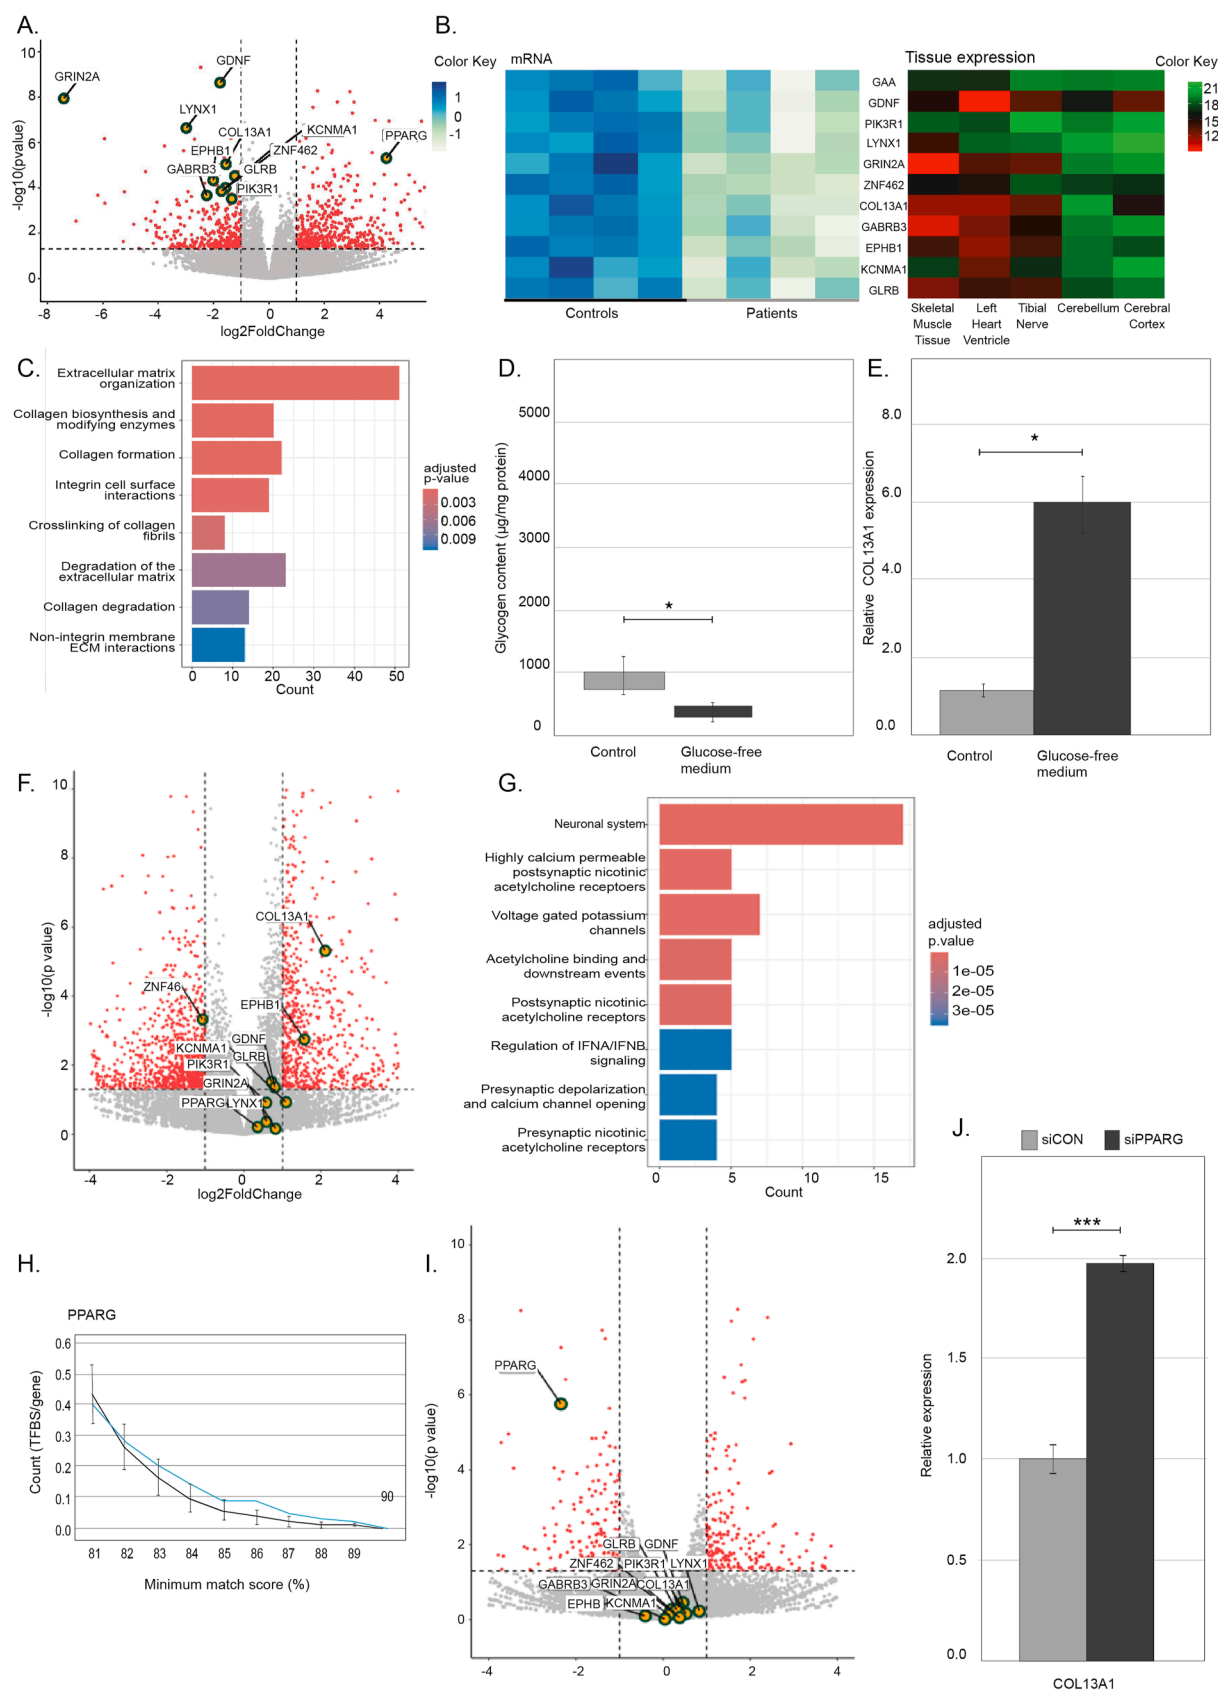 A.
10
8
6
4
2
0
-log10(pvalue)
GRIN2A
GDNF
LYNX1
COL13A1
KCNMA1
PPARG
EPHB1
ZNF462
GABRB3
GLRB
PIK3R1
-8
-6
-4
-2
0
2
4
log2FoldChange
B.
Color Key
1
0
-1
mRNA
Controls
Patients
GAA
GDNF
PIK3R1
LYNX1
GRIN2A
ZNF462
COL13A1
GABRB3
EPHB1
KCNMA1
GLRB
Tissue expression
Color Key
21
18
15
12
Skeletal
Muscle
Tissue
Left
Heart
Ventricle
Tibial
Nerve
Cerebellum
Cerebral
Cortex
C.
Extracellular matrix
organization
Collagen biosynthesis and
modifying enzymes
Collagen formation
Integrin cell surface
interactions
Crosslinking of collagen
fibrils
Degradation of the
extracellular matrix
Collagen degradation
Non-integrin membrane
ECM interactions
0
10
20
30
40
50
Count
adjusted
p-value
0.003
0.006
0.009
D.
Glycogen content (µg/mg protein)
5000
4000
3000
2000
1000
0
*
Control
Glucose-free
medium
E.
Relative COL13A1 expression
8.0
6.0
4.0
2.0
0.0
*
Control
Glucose-free
medium
F.
10
8
6
4
2
0
-log10(p value)
COL13A1
ZNF46
EPHB1
GDNF
KCNMA1
GLRB
PIK3R1
GRIN2A
PPARG
LYNX1
-4
-2
0
2
4
log2FoldChange
G.
Neuronal system
Highly calcium permeable
postsynaptic nicotinic
acetylcholine receptoers
Voltage gated potassium
channels
Acetylcholine binding and
downstream events
Postsynaptic nicotinic
acetylcholine receptors
Regulation of IFNA/IFNB
signaling
Presynaptic depolarization
and calcium channel opening
Presynaptic nicotinic
acetylcholine receptors
0
5
10
15
Count
adjusted
p.value
1e-05
2e-05
3e-05
H.
PPARG
Count (TFBS/gene)
0.6
0.5
0.4
0.3
0.2
0.1
0.0
90
81
82
83
84
85
86
87
88
89
Minimum match score (%)
I.
10
8
6
4
2
0
-log10(p value)
PPARG
GLRB
GDNF
ZNF462
PIK3R1
LYNX1
GABRB3
GRIN2A
COL13A1
EPHB
KCNMA1
-4
-2
0
2
4
J.
siCON
siPPARG
Relative expression
2.0
1.5
1.0
0.5
0.0
***
COL13A1